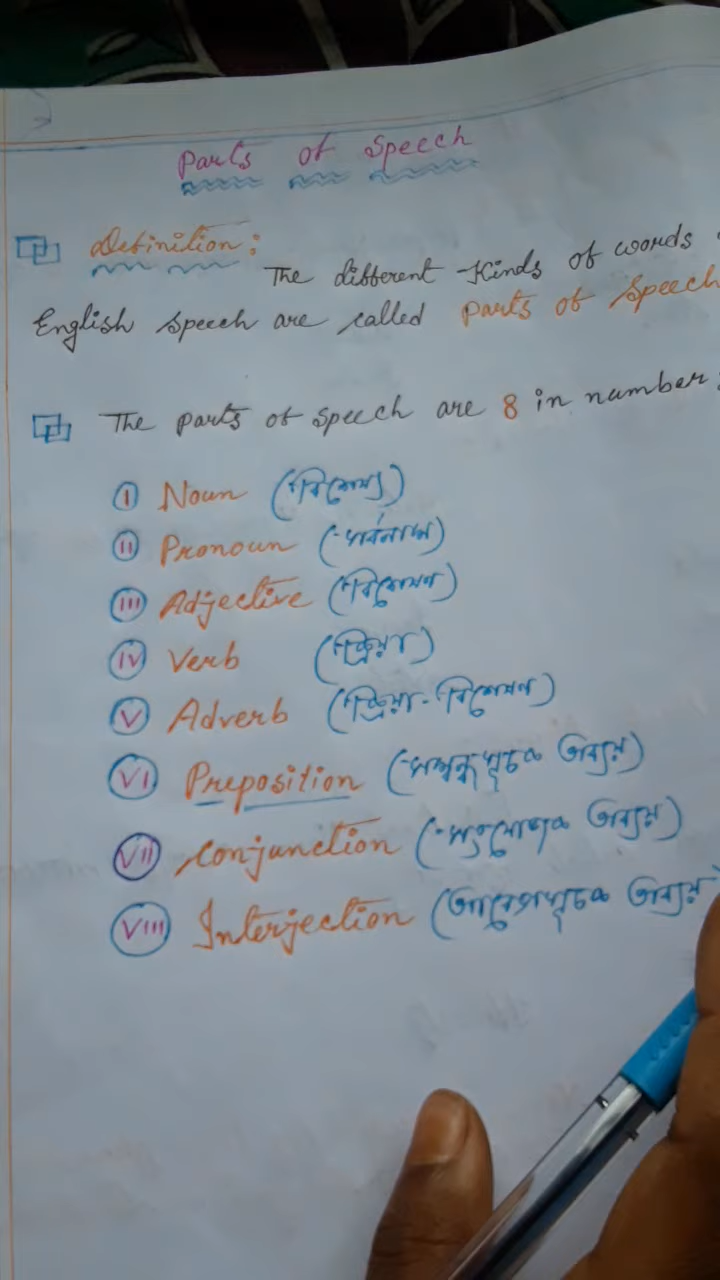 Parts of Speech
Definition:
The different Kinds of words
English Speech are called Parts of Speech
The parts of speech are 8 in number:
(I) Noun (বিশেষ্য)
(II) Pronoun (সর্বনাম)
(III) Adjective (বিশেষণ)
(IV) Verb (ক্রিয়া)
(V) Adverb (ক্রিয়া-বিশেষণ)
(VI) Preposition (সম্বন্ধসূচক অব্যয়)
(VII) Conjunction (সংযোজক অব্যয়)
(VIII) Interjection (আবেগসূচক অব্যয়